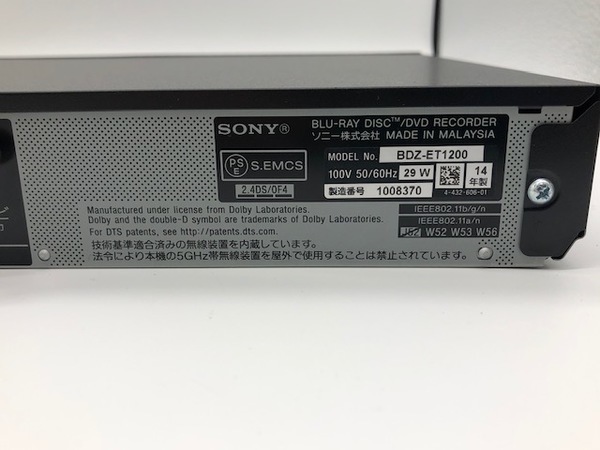 SONY®
BLU-RAY DISC™/DVD RECORDER
ソニー株式会社 MADE IN MALAYSIA
PS E S.EMCS
MODEL No. BDZ-ET1200
100V 50/60Hz 29 W 14年製
2.4DS/OF4
製造番号 1008370
4-432-606-01
Manufactured under license from Dolby Laboratories.
Dolby and the double-D symbol are trademarks of Dolby Laboratories.
For DTS patents, see http://patents.dts.com.
IEEE802.11b/g/n
IEEE802.11a/n
W52 W53 W56
技術基準適合済みの無線装置を内蔵しています。
法令により本機の5GHz帯無線装置を屋外で使用することは禁止されています。